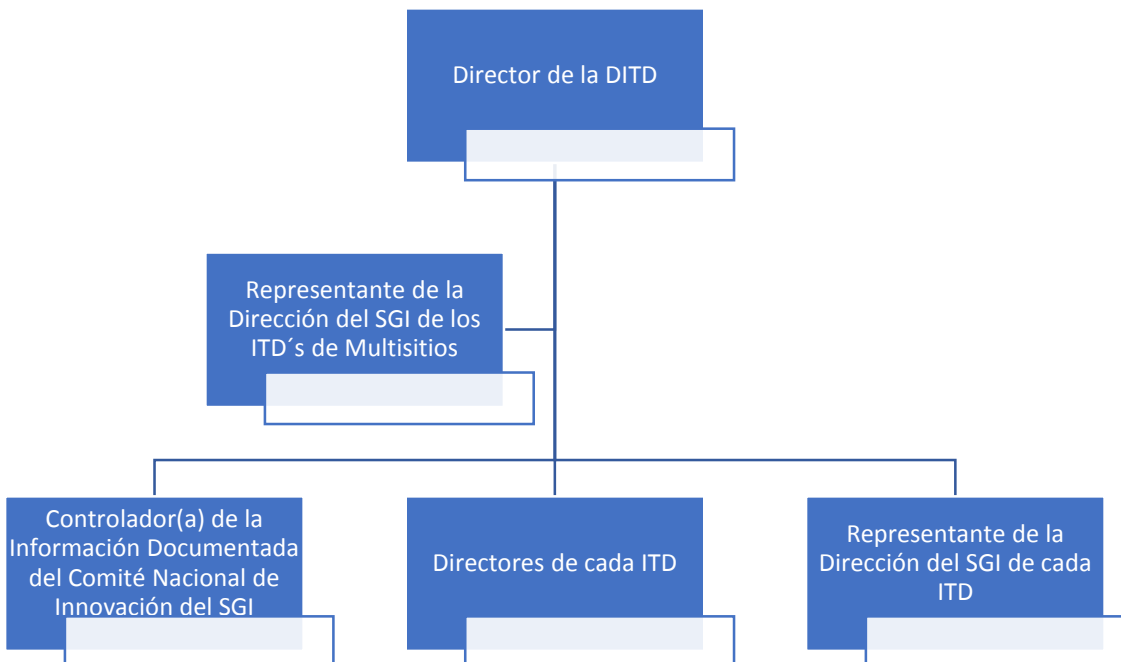 Director de la DITD
Representante de la
Dirección del SGI de los
ITD´s de Multisitios
Controlador(a) de la
Información Documentada
del Comité Nacional de
Innovación del SGI
Directores de cada ITD
Representante de la
Dirección del SGI de cada
ITD